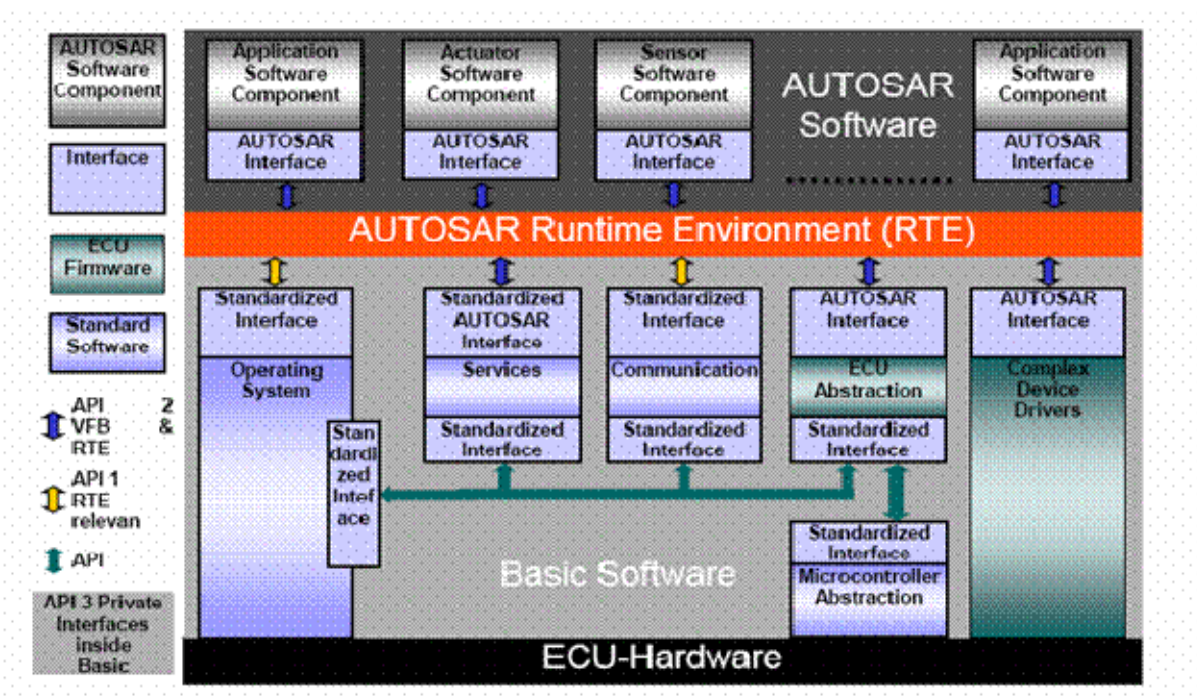 AUTOSAR
Software
Component
Interface
ECU
Firmware
Standard
Software
API 2
VFB &
RTE
API 1
RTE
relevan
API
API 3 Private
Interfaces
inside
Basic
Application
Software
Component
AUTOSAR
Interface
Actuator
Software
Component
AUTOSAR
Interface
Sensor
Software
Component
AUTOSAR
Interface
AUTOSAR
Software
Application
Software
Component
AUTOSAR
Interface
AUTOSAR Runtime Environment (RTE)
Standardized
Interface
Operating
System
Stan
dardi
zed
Interf
ace
Standardized
AUTOSAR
Interface
Services
Standardized
Interface
Standardized
Interface
Communication
Standardized
Interface
AUTOSAR
Interface
ECU
Abstraction
Standardized
Interface
Standardized
Interface
Microcontroller
Abstraction
AUTOSAR
Interface
Complex
Device
Drivers
Basic Software
ECU-Hardware